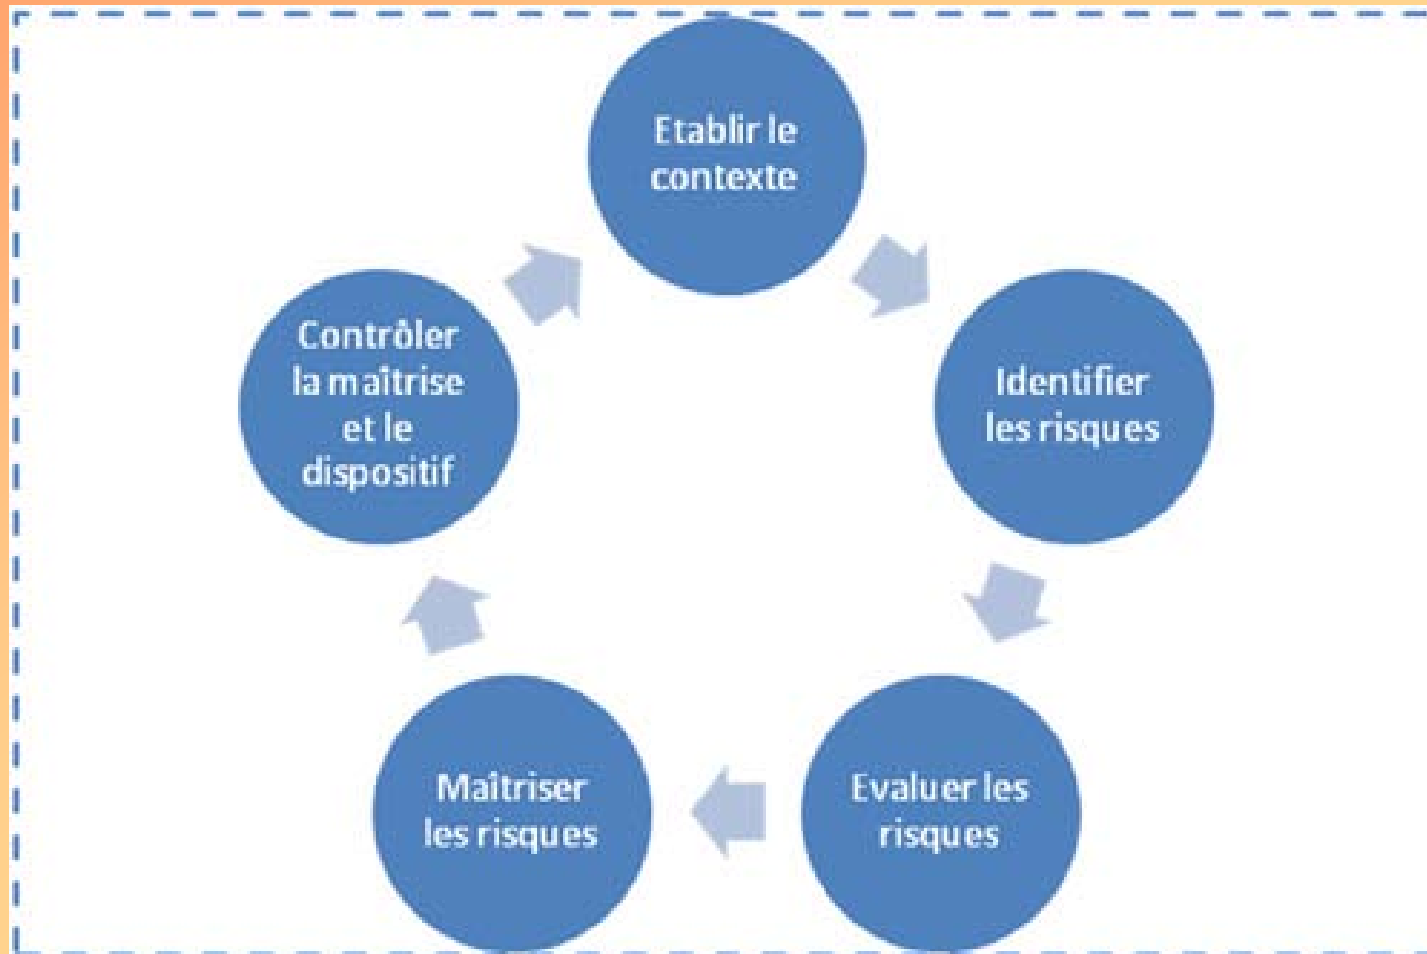 Etablir le
contexte
Identifier
les risques
Evaluer les
risques
Maîtriser
les risques
Contrôler
la maîtrise
et le
dispositif